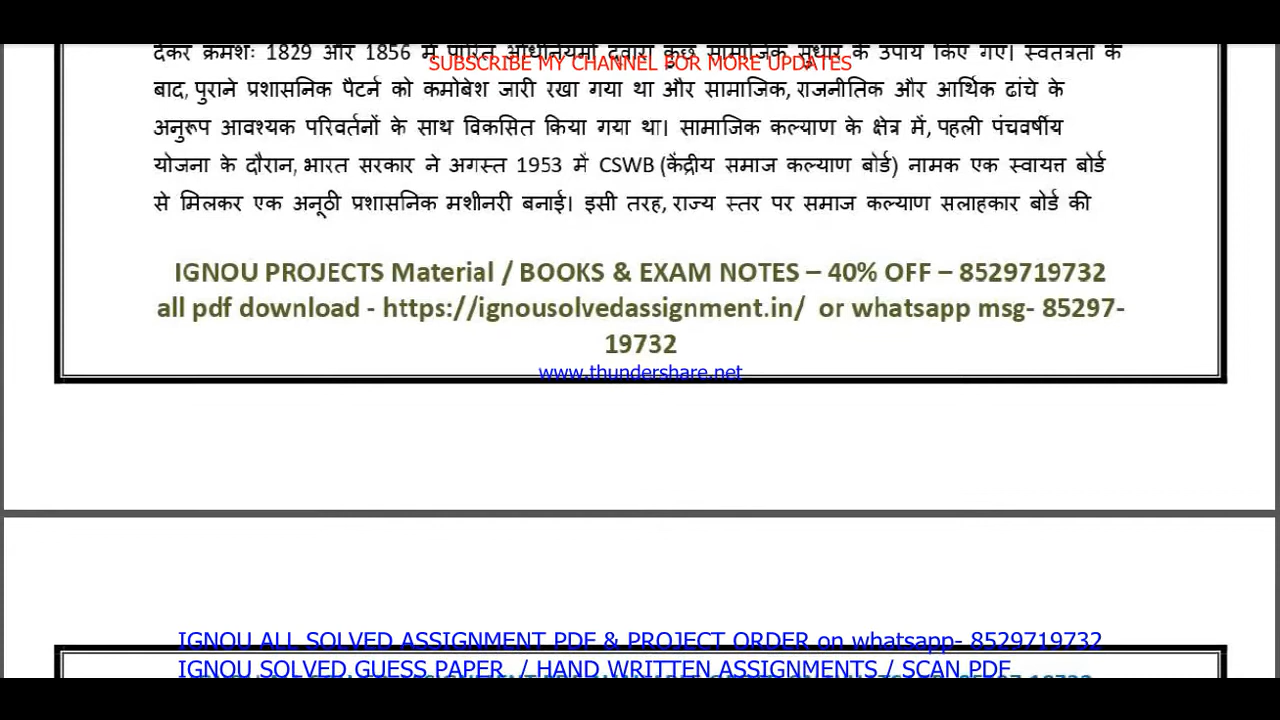 देकर क्रमशः 1829 और 1856 में पारित अधिनियमों द्वारा कुछ सामाजिक सुधार के उपाय किए गए। स्वतंत्रता के
SUBSCRIBE MY CHANNEL FOR MORE UPDATES
बाद, पुराने प्रशासनिक पैटर्न को कमोबेश जारी रखा गया था और सामाजिक, राजनीतिक और आर्थिक ढांचे के
अनुरूप आवश्यक परिवर्तनों के साथ विकसित किया गया था। सामाजिक कल्याण के क्षेत्र में, पहली पंचवर्षीय
योजना के दौरान, भारत सरकार ने अगस्त 1953 में CSWB (केंद्रीय समाज कल्याण बोर्ड) नामक एक स्वायत्त बोर्ड
से मिलकर एक अनूठी प्रशासनिक मशीनरी बनाई। इसी तरह, राज्य स्तर पर समाज कल्याण सलाहकार बोर्ड की
IGNOU PROJECTS Material / BOOKS & EXAM NOTES – 40% OFF – 8529719732
all pdf download - https://ignousolvedassignment.in/ or whatsapp msg- 85297-
19732
www.thundershare.net
IGNOU ALL SOLVED ASSIGNMENT PDF & PROJECT ORDER on whatsapp- 8529719732
IGNOU SOLVED GUESS PAPER / HAND WRITTEN ASSIGNMENTS / SCAN PDF